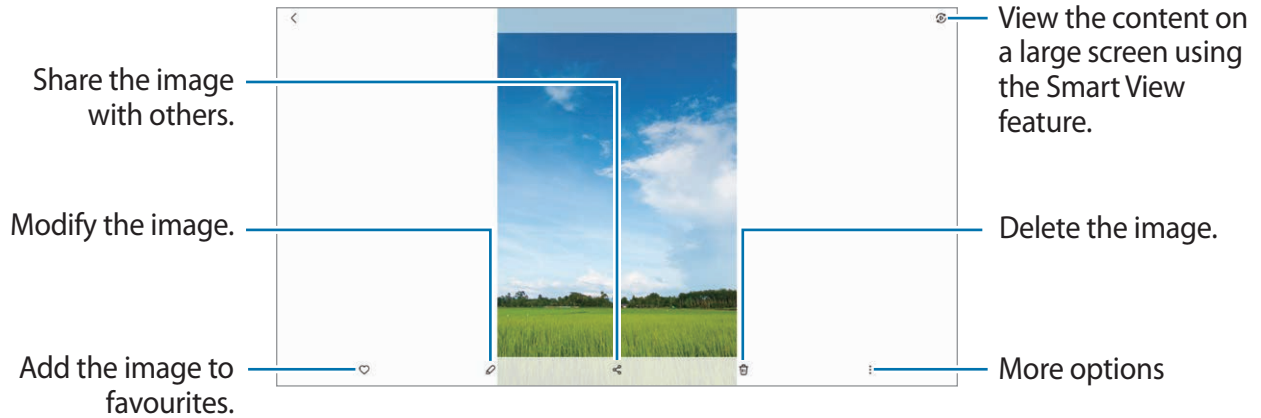 Share the image
with others.
Modify the image.
Add the image to
favourites.
View the content on
a large screen using
the Smart View
feature.
Delete the image.
More options